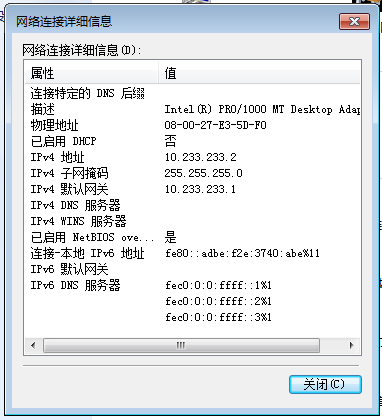 网络连接详细信息
网络连接详细信息(D):
属性 值
连接特定的 DNS 后缀
描述 Intel(R) PRO/1000 MT Desktop Adap
物理地址 08-00-27-E3-5D-F0
已启用 DHCP 否
IPv4 地址 10.233.233.2
IPv4 子网掩码 255.255.255.0
IPv4 默认网关 10.233.233.1
IPv4 DNS 服务器
IPv4 WINS 服务器
已启用 NetBIOS ove... 是
连接-本地 IPv6 地址 fe80::adbe:f2e:3740:abe%11
IPv6 默认网关
IPv6 DNS 服务器 fec0:0:0:ffff::1%1
fec0:0:0:ffff::2%1
fec0:0:0:ffff::3%1
关闭(C)